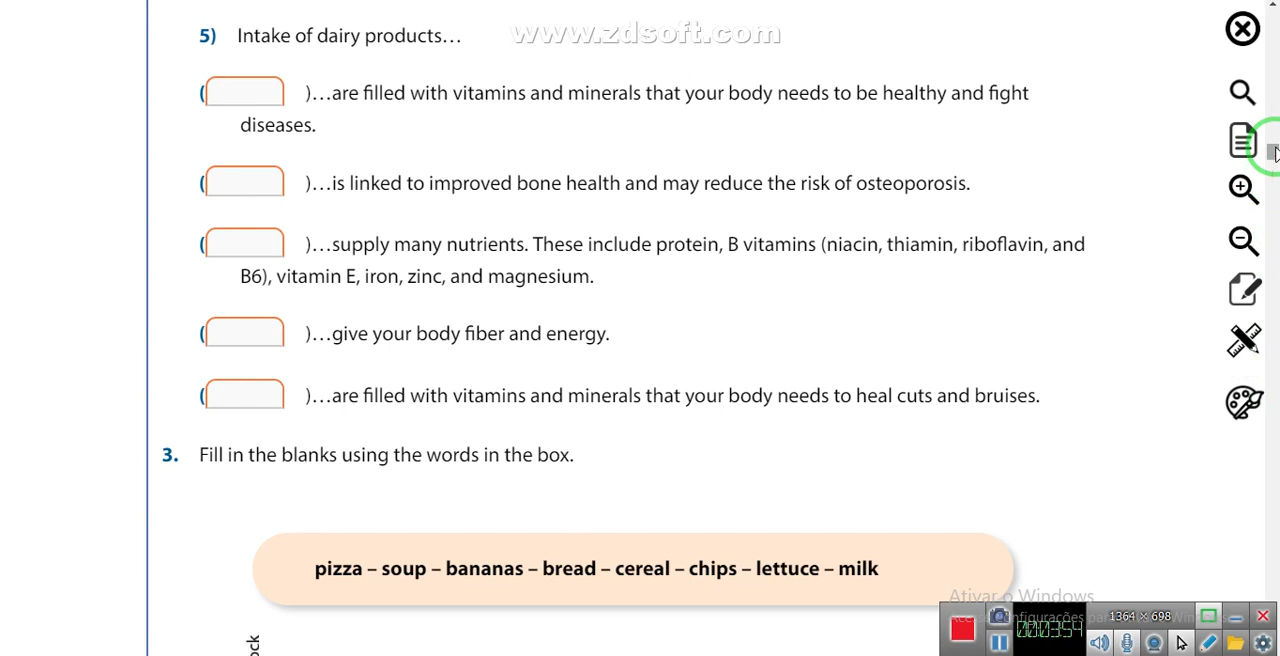 www.zdsoft.com
5) Intake of dairy products…
( )…are filled with vitamins and minerals that your body needs to be healthy and fight
diseases.
( )…is linked to improved bone health and may reduce the risk of osteoporosis.
( )…supply many nutrients. These include protein, B vitamins (niacin, thiamin, riboflavin, and
B6), vitamin E, iron, zinc, and magnesium.
( )…give your body fiber and energy.
( )…are filled with vitamins and minerals that your body needs to heal cuts and bruises.
3. Fill in the blanks using the words in the box.
pizza – soup – bananas – bread – cereal – chips – lettuce – milk
Ativar o Windows
1364 × 698
00:03:54
ock